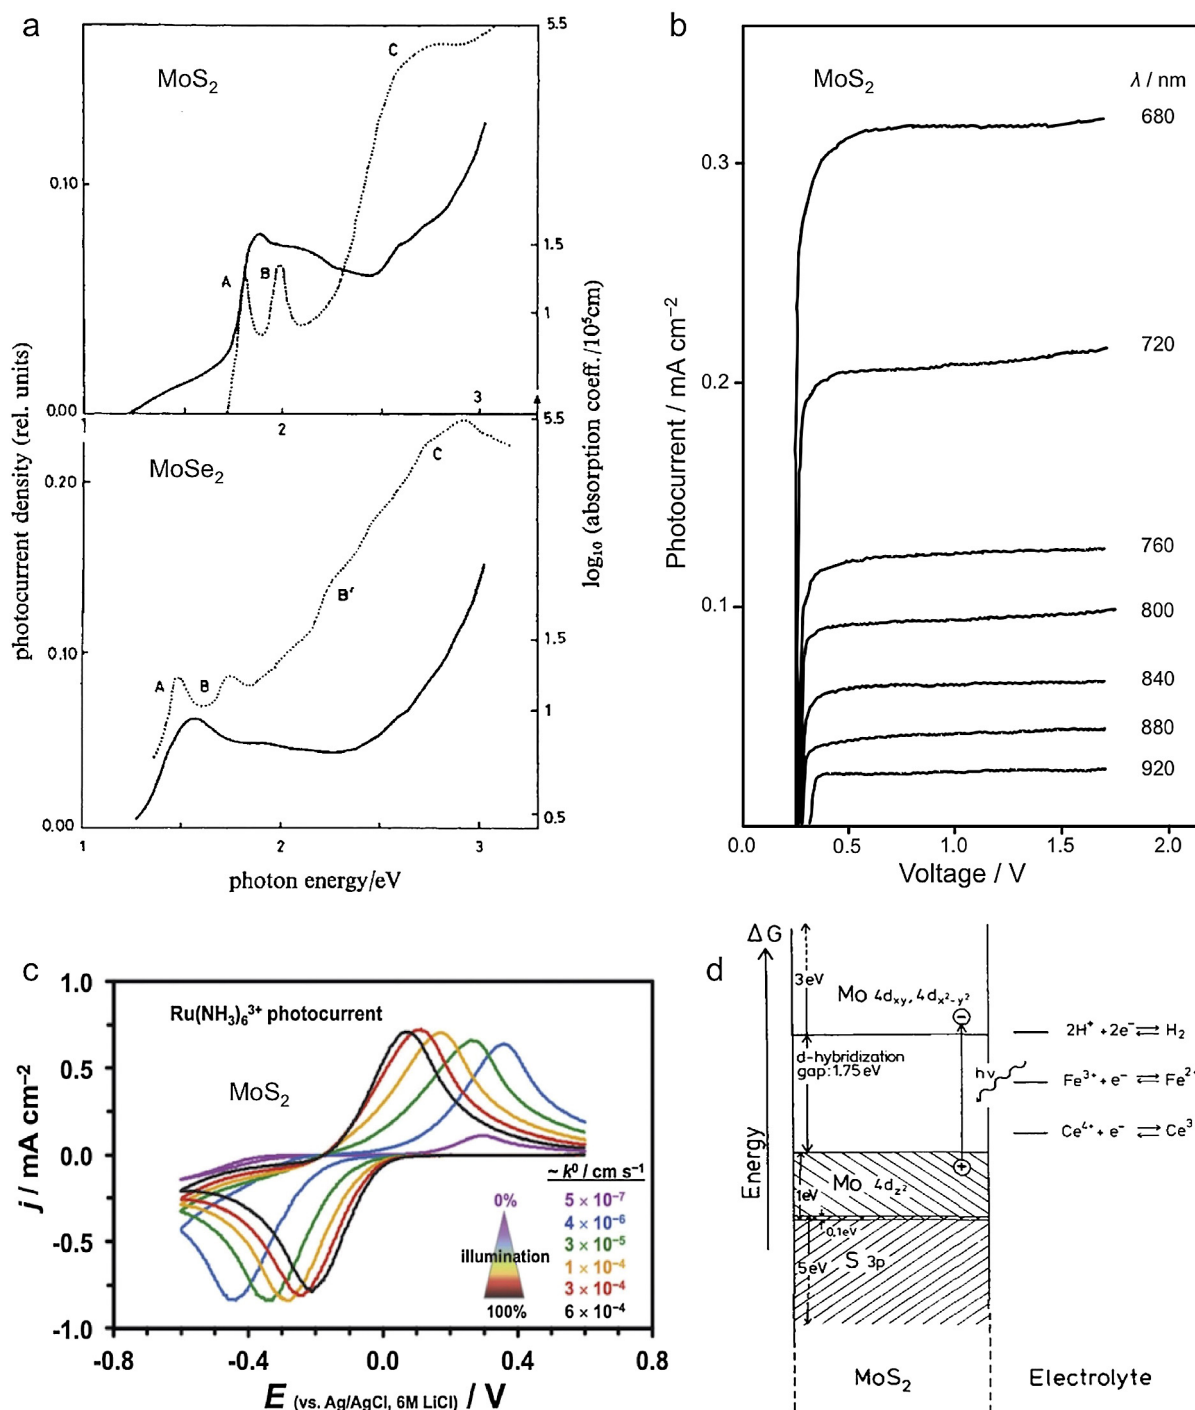 a
MoS₂
A
B
C
5.5
0.10
1.5
1
0.00
2
3
MoSe₂
A
B
B′
C
5.5
0.20
0.10
1.5
1
0.00
0.5
1
2
3
photocurrent density (rel. units)
log₁₀ (absorption coeff./10⁵cm)
photon energy/eV
b
MoS₂
λ / nm
680
720
760
800
840
880
920
0.3
0.2
0.1
Photocurrent / mA cm⁻²
0.0
0.5
1.0
1.5
2.0
Voltage / V
c
Ru(NH₃)₆³⁺ photocurrent
MoS₂
1.0
0.5
0.0
-0.5
-1.0
j / mA cm⁻²
0%
illumination
100%
~ k⁰ / cm s⁻¹
5 × 10⁻⁷
4 × 10⁻⁶
3 × 10⁻⁵
1 × 10⁻⁴
3 × 10⁻⁴
6 × 10⁻⁴
-0.8
-0.4
0.0
0.4
0.8
E (vs. Ag/AgCl, 6M LiCl) / V
d
ΔG
Energy
3eV
Mo 4dxy, 4dx²-y²
⊖
d-hybridization
gap: 1.75 eV
hν
⊕
1eV
Mo 4dz²
0.1eV
5eV
S 3p
2H⁺ + 2e⁻ ⇌ H₂
Fe³⁺ + e⁻ ⇌ Fe²⁺
Ce⁴⁺ + e⁻ ⇌ Ce³
MoS₂
Electrolyte